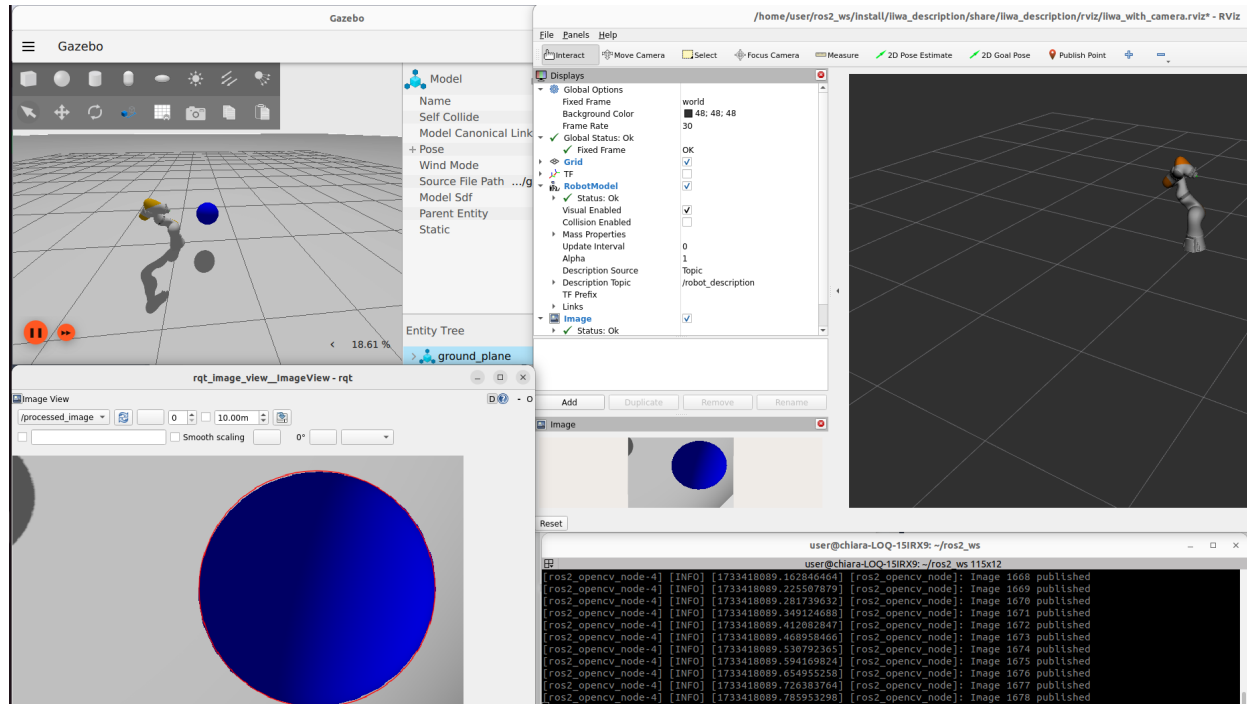 Gazebo
Gazebo
18.61 %
Model
Name
Self Collide
Model Canonical Link
Pose
Wind Mode
Source File Path .../g
Model Sdf
Parent Entity
Static
Entity Tree
ground_plane
/home/user/ros2_ws/install/iiwa_description/share/iiwa_description/rviz/iiwa_with_camera.rviz* - RViz
File Panels Help
Interact Move Camera Select Focus Camera Measure 2D Pose Estimate 2D Goal Pose Publish Point
Displays
Global Options
Fixed Frame world
Background Color 48; 48; 48
Frame Rate 30
Global Status: Ok
Fixed Frame OK
Grid
TF
RobotModel
Status: Ok
Visual Enabled
Collision Enabled
Mass Properties
Update Interval 0
Alpha 1
Description Source Topic
Description Topic /robot_description
TF Prefix
Links
Image
Status: Ok
Add Duplicate Remove Rename
Image
Reset
rqt_image_view__ImageView - rqt
Image View D - O
/processed_image 0 10.00m
Smooth scaling 0°
user@chiara-LOQ-15IRX9: ~/ros2_ws
user@chiara-LOQ-15IRX9: ~/ros2_ws 115x12
[ros2_opencv_node-4] [INFO] [1733418089.162846464] [ros2_opencv_node]: Image 1668 published
[ros2_opencv_node-4] [INFO] [1733418089.225507879] [ros2_opencv_node]: Image 1669 published
[ros2_opencv_node-4] [INFO] [1733418089.281739632] [ros2_opencv_node]: Image 1670 published
[ros2_opencv_node-4] [INFO] [1733418089.349124688] [ros2_opencv_node]: Image 1671 published
[ros2_opencv_node-4] [INFO] [1733418089.412082847] [ros2_opencv_node]: Image 1672 published
[ros2_opencv_node-4] [INFO] [1733418089.468958466] [ros2_opencv_node]: Image 1673 published
[ros2_opencv_node-4] [INFO] [1733418089.530792365] [ros2_opencv_node]: Image 1674 published
[ros2_opencv_node-4] [INFO] [1733418089.594169824] [ros2_opencv_node]: Image 1675 published
[ros2_opencv_node-4] [INFO] [1733418089.654955258] [ros2_opencv_node]: Image 1676 published
[ros2_opencv_node-4] [INFO] [1733418089.726383764] [ros2_opencv_node]: Image 1677 published
[ros2_opencv_node-4] [INFO] [1733418089.785953298] [ros2_opencv_node]: Image 1678 published